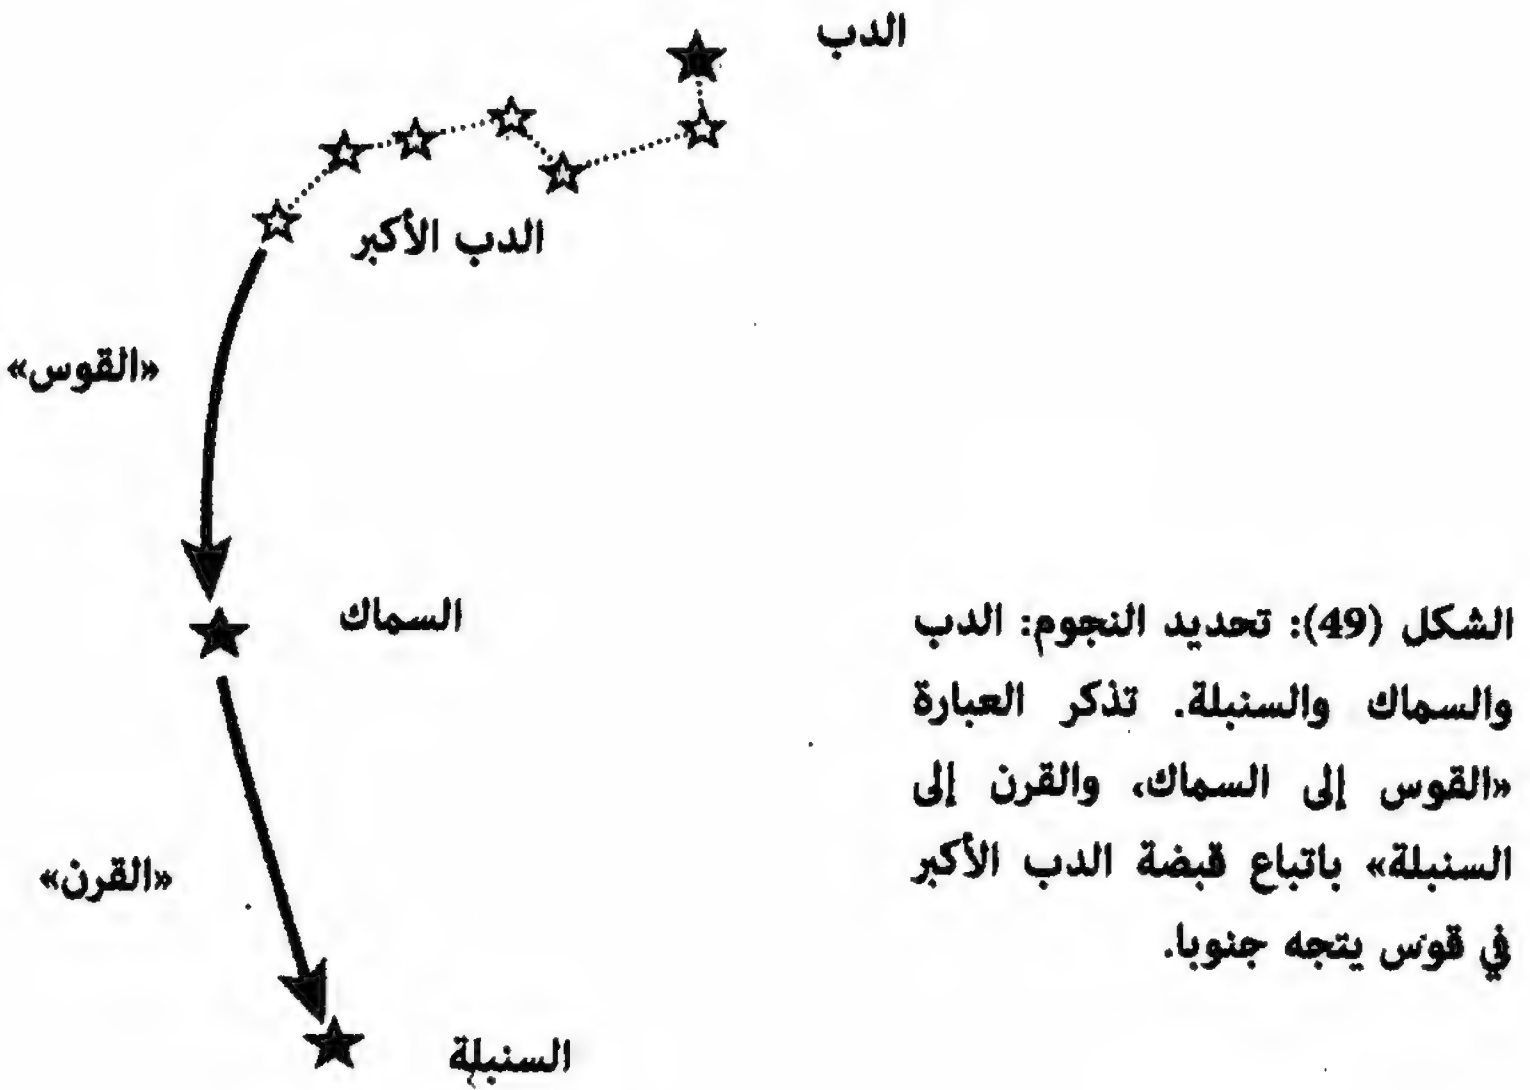 الدب
الدب الأكبر
«القوس»
السماك
«القرن»
السنبلة
الشكل (49): تحديد النجوم: الدب
والسماك والسنبلة. تذكر العبارة
«القوس إلى السماك، والقرن إلى
السنبلة» باتباع قبضة الدب الأكبر
في قوس يتجه جنوبا.